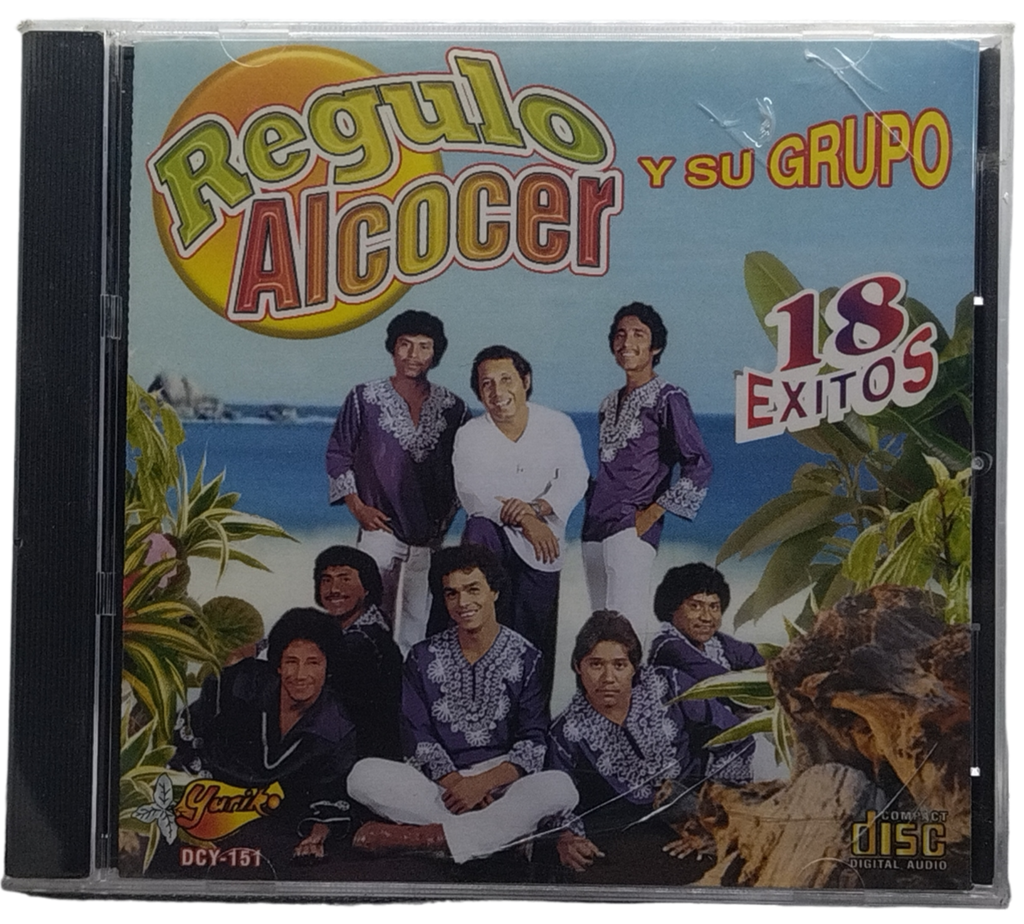 Regulo
Alcocer
Y SU GRUPO
18
EXITOS
Yuriko
DCY-151
COMPACT
disc
DIGITAL AUDIO